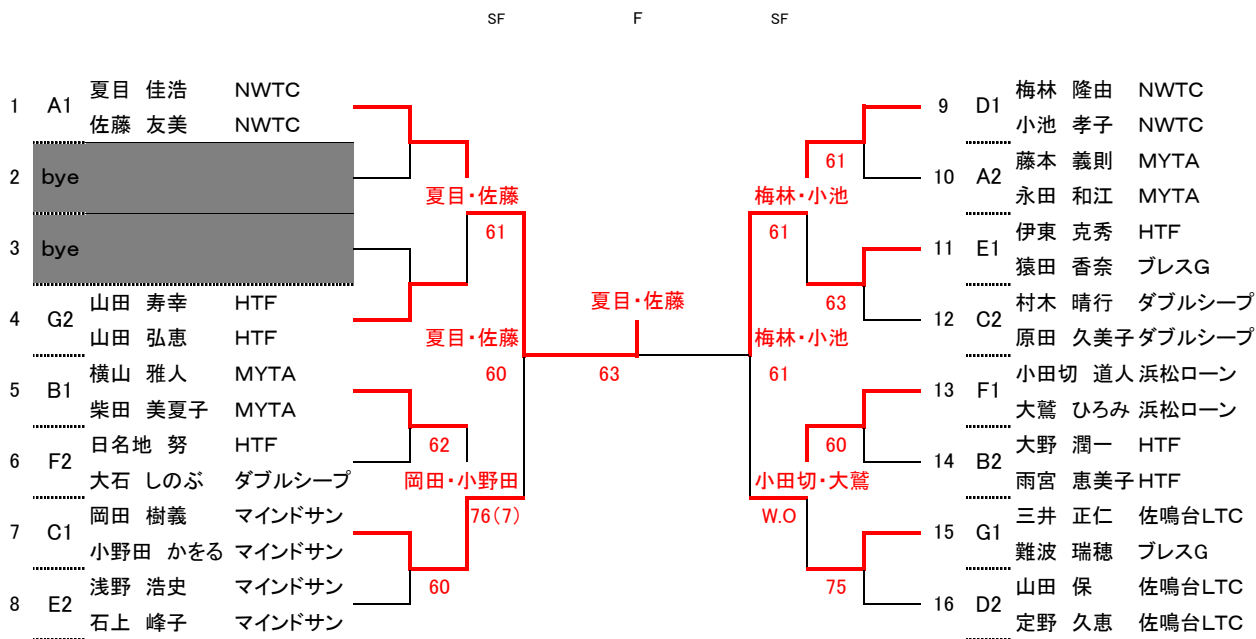 SF F SF
1 A1 夏目 佳浩 NWTC
佐藤 友美 NWTC
2 bye
3 bye
4 G2 山田 寿幸 HTF
山田 弘恵 HTF
5 B1 横山 雅人 MYTA
柴田 美夏子 MYTA
6 F2 日名地 努 HTF
大石 しのぶ ダブルシープ
7 C1 岡田 樹義 マインドサン
小野田 かをる マインドサン
8 E2 浅野 浩史 マインドサン
石上 峰子 マインドサン
夏目・佐藤
61
夏目・佐藤
60
62
岡田・小野田
76(7)
60
夏目・佐藤
63
61
梅林・小池
61
63
梅林・小池
61
60
小田切・大鷲
W.O
75
9 D1 梅林 隆由 NWTC
小池 孝子 NWTC
10 A2 藤本 義則 MYTA
永田 和江 MYTA
11 E1 伊東 克秀 HTF
猿田 香奈 ブレスG
12 C2 村木 晴行 ダブルシープ
原田 久美子 ダブルシープ
13 F1 小田切 道人 浜松ローン
大鷲 ひろみ 浜松ローン
14 B2 大野 潤一 HTF
雨宮 恵美子 HTF
15 G1 三井 正仁 佐鳴台LTC
難波 瑞穂 ブレスG
16 D2 山田 保 佐鳴台LTC
定野 久恵 佐鳴台LTC